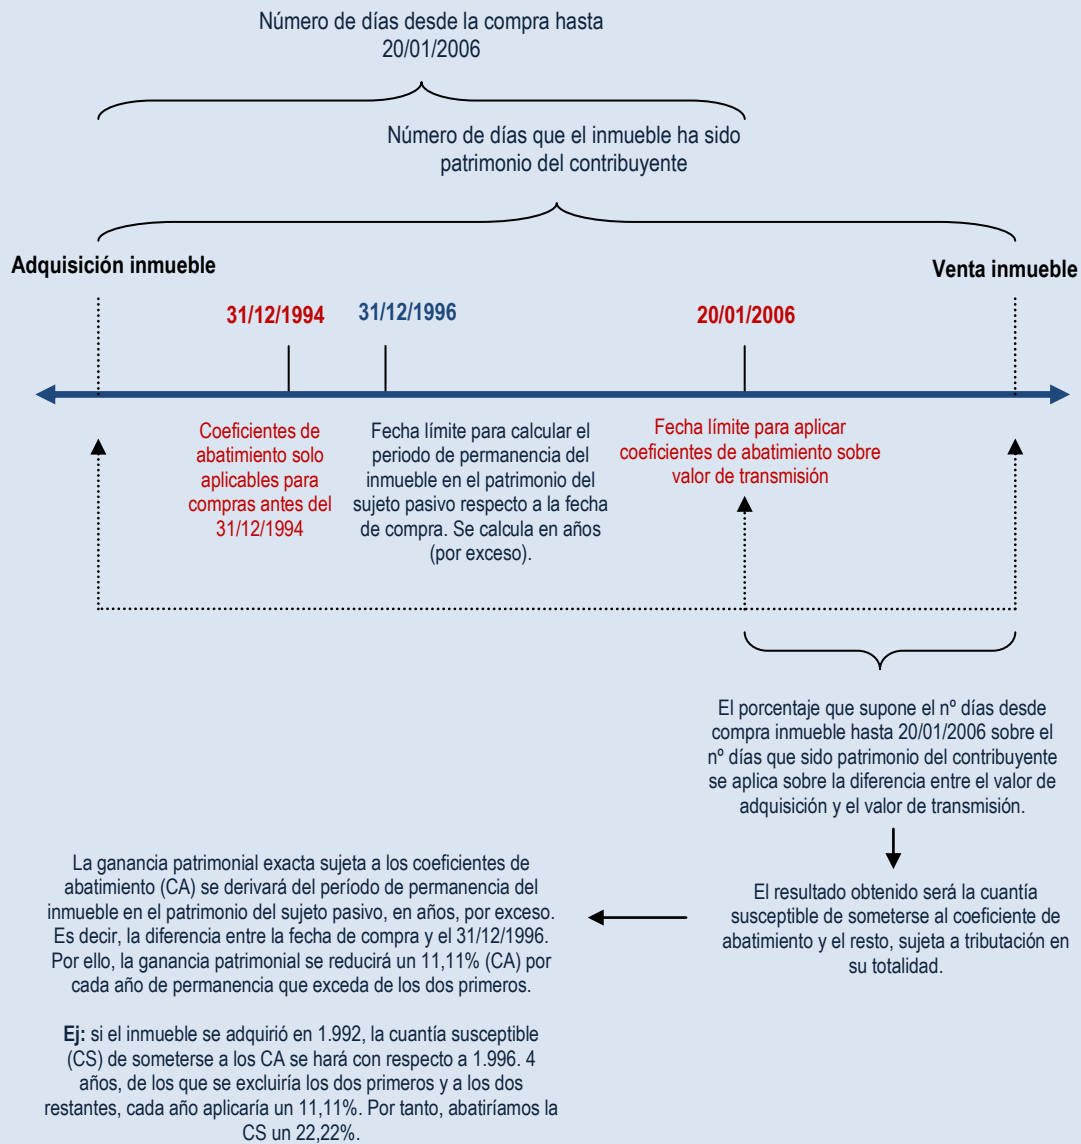 Número de días desde la compra hasta
20/01/2006
Número de días que el inmueble ha sido
patrimonio del contribuyente
Adquisición inmueble
Venta inmueble
31/12/1994
31/12/1996
20/01/2006
Coeficientes de
abatimiento solo
aplicables para
compras antes del
31/12/1994
Fecha límite para calcular el
periodo de permanencia del
inmueble en el patrimonio del
sujeto pasivo respecto a la fecha
de compra. Se calcula en años
(por exceso).
Fecha límite para aplicar
coeficientes de abatimiento sobre
valor de transmisión
El porcentaje que supone el nº días desde
compra inmueble hasta 20/01/2006 sobre el
nº días que sido patrimonio del contribuyente
se aplica sobre la diferencia entre el valor de
adquisición y el valor de transmisión.
El resultado obtenido será la cuantía
susceptible de someterse al coeficiente de
abatimiento y el resto, sujeta a tributación en
su totalidad.
La ganancia patrimonial exacta sujeta a los coeficientes de
abatimiento (CA) se derivará del período de permanencia del
inmueble en el patrimonio del sujeto pasivo, en años, por exceso.
Es decir, la diferencia entre la fecha de compra y el 31/12/1996.
Por ello, la ganancia patrimonial se reducirá un 11,11% (CA) por
cada año de permanencia que exceda de los dos primeros.
Ej: si el inmueble se adquirió en 1.992, la cuantía susceptible
(CS) de someterse a los CA se hará con respecto a 1.996. 4
años, de los que se excluiría los dos primeros y a los dos
restantes, cada año aplicaría un 11,11%. Por tanto, abatiríamos la
CS un 22,22%.